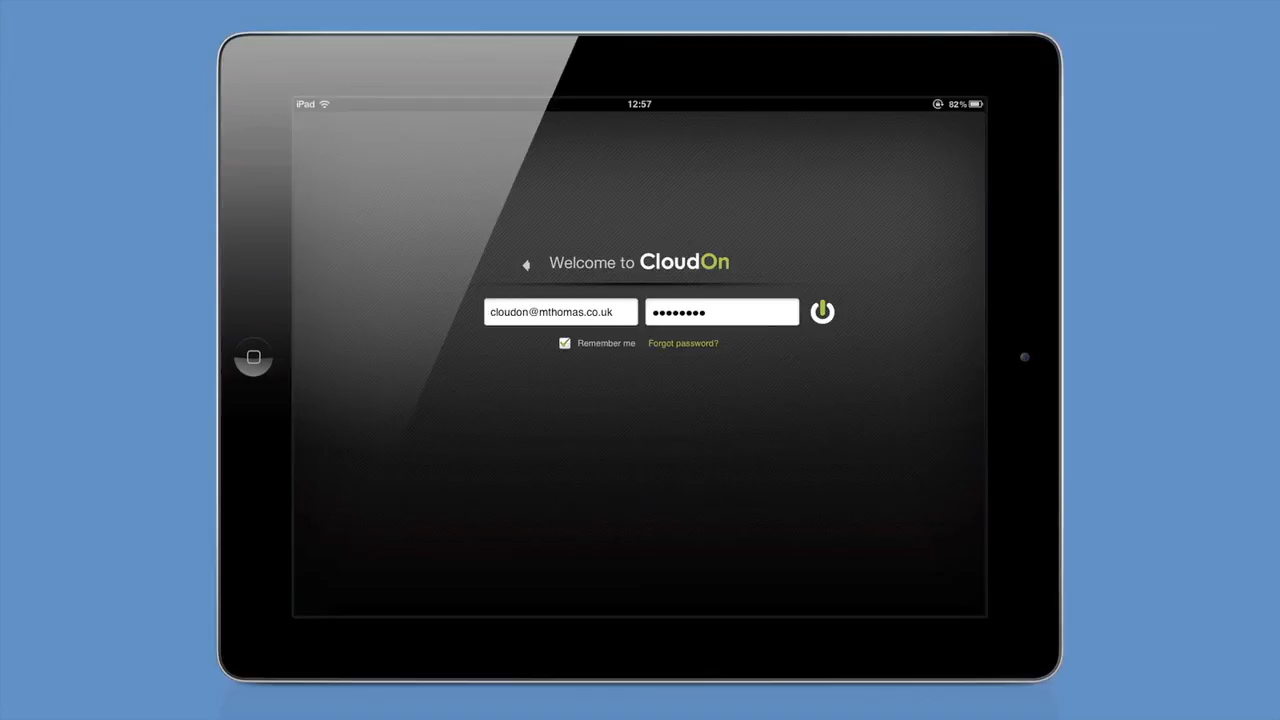 iPad 12:57 82%
Welcome to CloudOn
cloudon@mthomas.co.uk ••••••••
Remember me Forgot password?